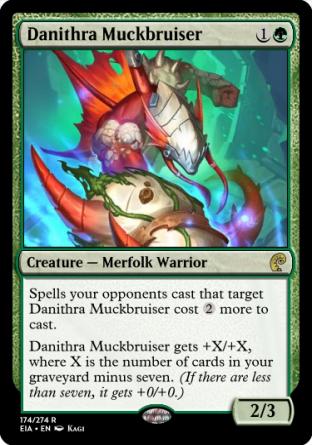 Danithra Muckbruiser 1
Creature — Merfolk Warrior
Spells your opponents cast that target
Danithra Muckbruiser cost 2 more to
cast.
Danithra Muckbruiser gets +X/+X,
where X is the number of cards in your
graveyard minus seven. (If there are less
than seven, it gets +0/+0.)
2/3
174/274 R
EIA • EN Kagi